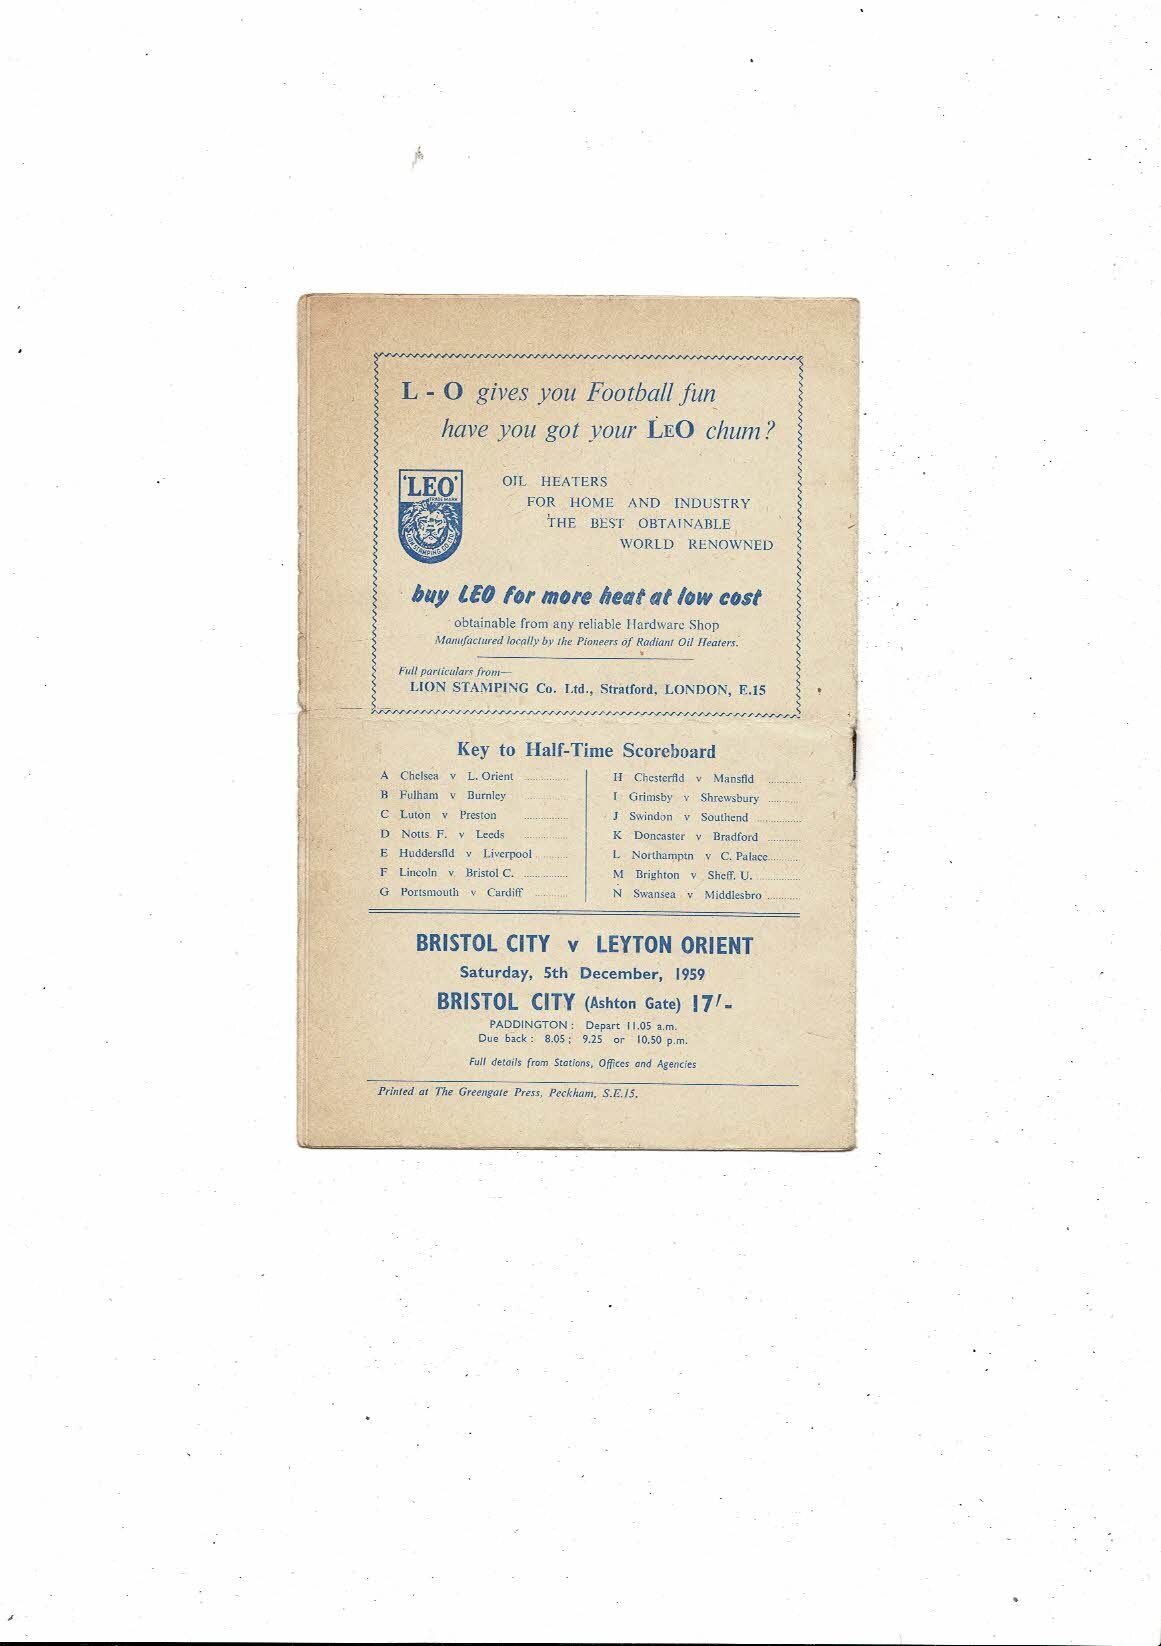 L - O gives you Football fun
have you got your LEO chum?
'LEO'
TRADE MARK
LION STAMPING CO. LTD.
OIL HEATERS
FOR HOME AND INDUSTRY
THE BEST OBTAINABLE
WORLD RENOWNED
buy LEO for more heat at low cost
obtainable from any reliable Hardware Shop
Manufactured locally by the Pioneers of Radiant Oil Heaters.
Full particulars from—
LION STAMPING Co. Ltd., Stratford, LONDON, E.15
Key to Half-Time Scoreboard
A Chelsea v L. Orient ............
B Fulham v Burnley ............
C Luton v Preston ............
D Notts. F. v Leeds ............
E Huddersfld v Liverpool .........
F Lincoln v Bristol C. ............
G Portsmouth v Cardiff .........
H Chesterfld v Mansfld .........
I Grimsby v Shrewsbury .........
J Swindon v Southend ............
K Doncaster v Bradford .........
L Northamptn v C. Palace .........
M Brighton v Sheff. U. ............
N Swansea v Middlesbro .........
BRISTOL CITY v LEYTON ORIENT
Saturday, 5th December, 1959
BRISTOL CITY (Ashton Gate) 17/-
PADDINGTON: Depart 11.05 a.m.
Due back: 8.05; 9.25 or 10.50 p.m.
Full details from Stations, Offices and Agencies
Printed at The Greengate Press, Peckham, S.E.15.